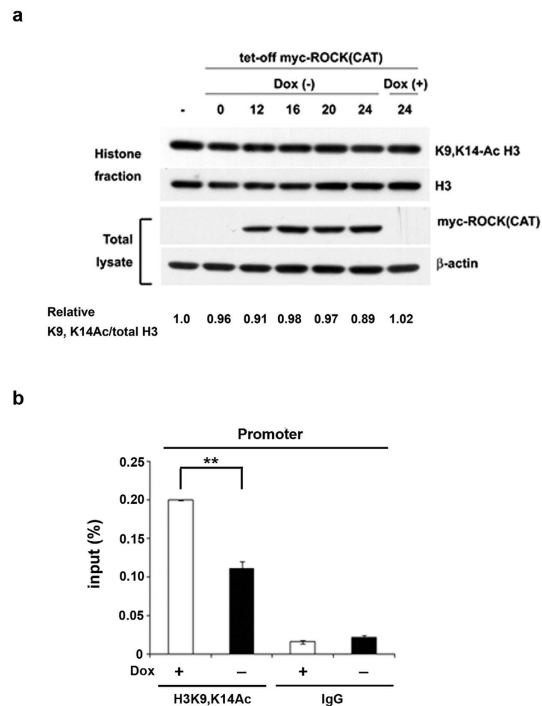 a
tet-off myc-ROCK(CAT)
Dox (-) Dox (+)
- 0 12 16 20 24 24
Histone fraction
K9,K14-Ac H3
H3
Total lysate
myc-ROCK(CAT)
β-actin
Relative
K9, K14Ac/total H3
1.0 0.96 0.91 0.98 0.97 0.89 1.02
b
Promoter
**
input (%)
0.25
0.20
0.15
0.10
0.05
0
Dox + – + –
H3K9,K14Ac IgG